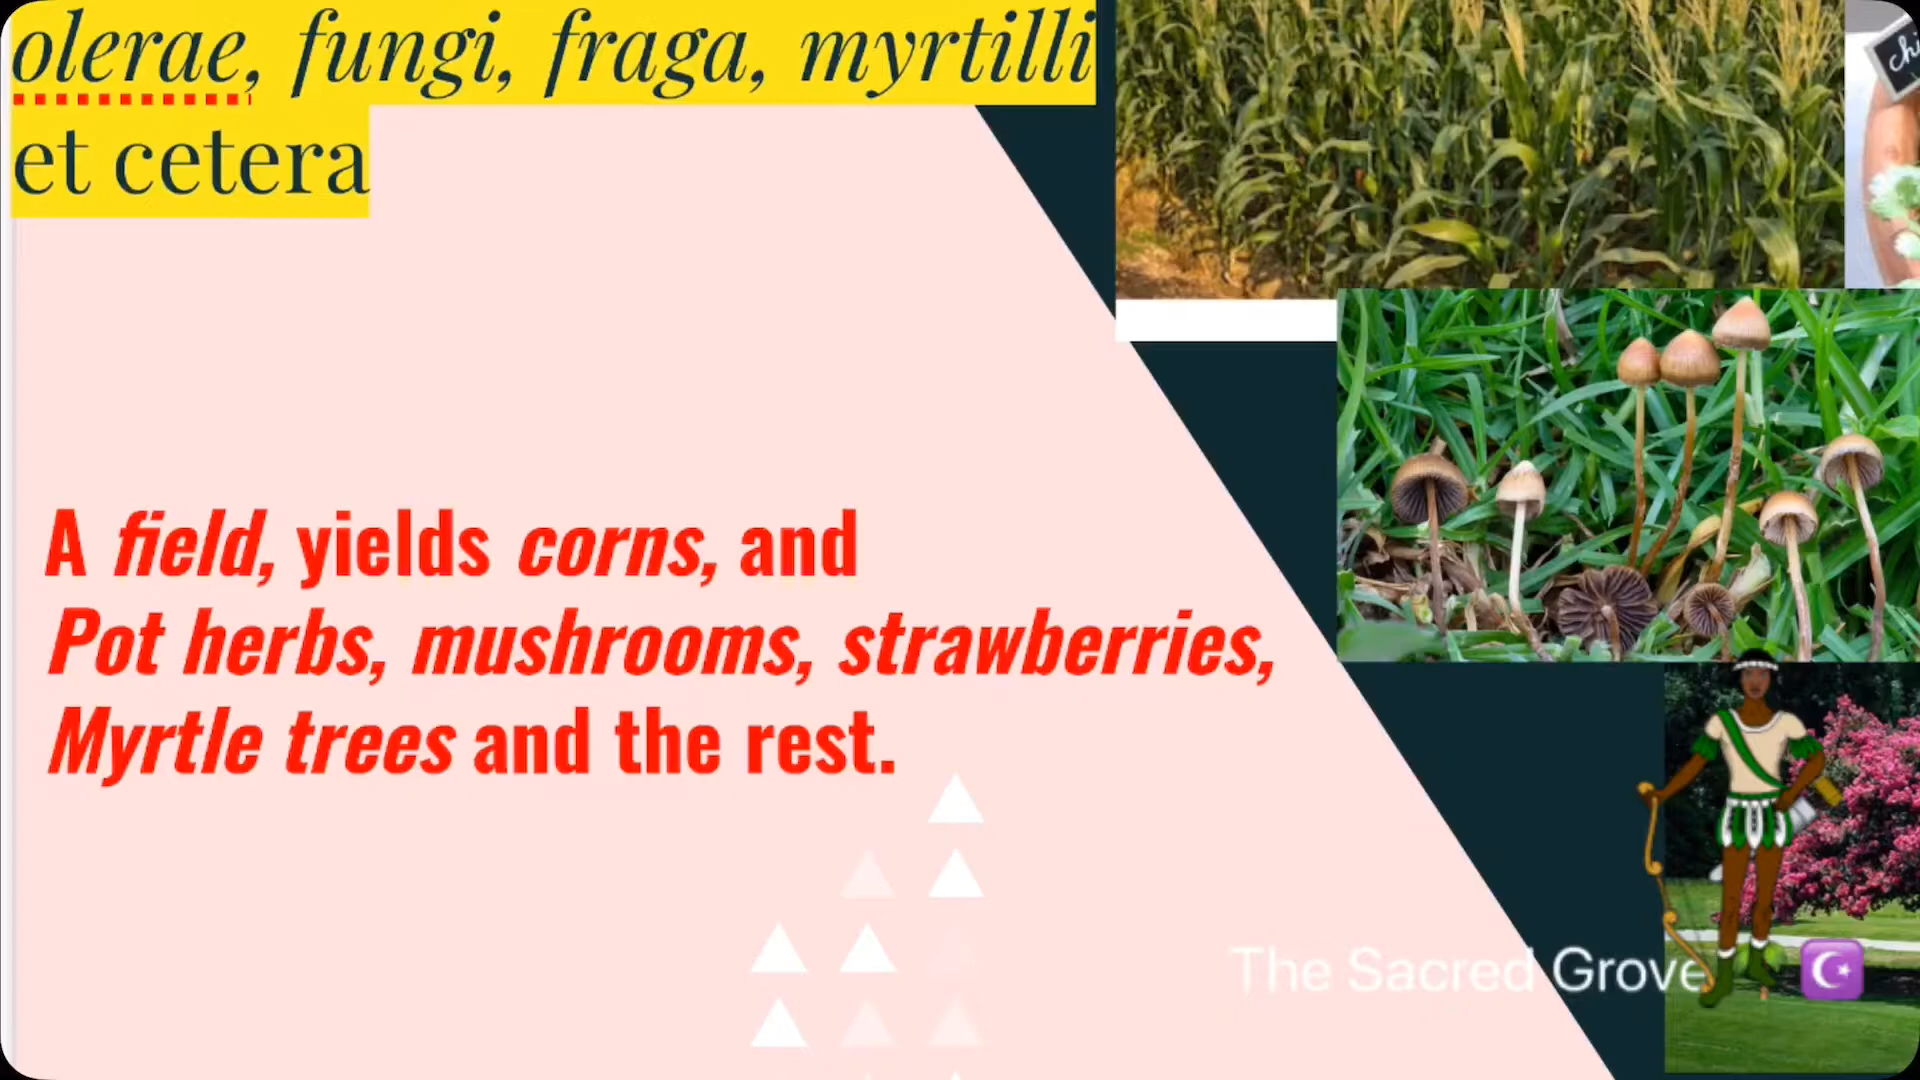 olerae, fungi, fraga, myrtilli
et cetera
A field, yields corns, and
Pot herbs, mushrooms, strawberries,
Myrtle trees and the rest.
The Sacred Grove